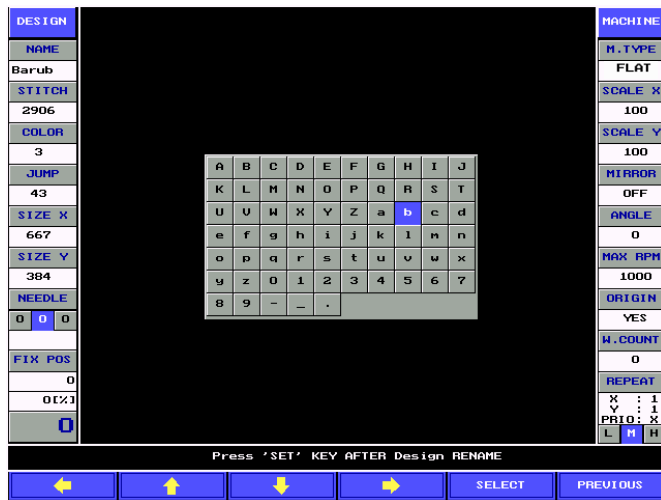 DESIGN
NAME
Barub
STITCH
2906
COLOR
3
JUMP
43
SIZE X
667
SIZE Y
384
NEEDLE
0 0 0
FIX POS
0
0[%]
0
A B C D E F G H I J
K L M N O P Q R S T
U V W X Y Z a b c d
e f g h i j k l m n
o p q r s t u v w x
y z 0 1 2 3 4 5 6 7
8 9 - _ .
MACHINE
M.TYPE
FLAT
SCALE X
100
SCALE Y
100
MIRROR
OFF
ANGLE
0
MAX RPM
1000
ORIGIN
YES
W.COUNT
0
REPEAT
X : 1
Y : 1
PRIO: X
L M H
Press 'SET' KEY AFTER Design RENAME
SELECT PREVIOUS